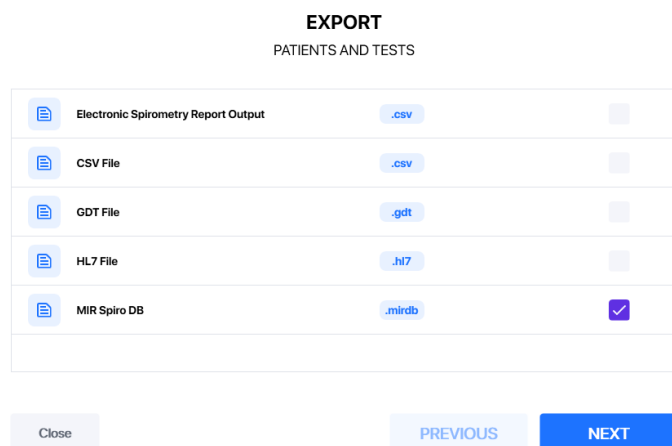 EXPORT
PATIENTS AND TESTS
Electronic Spirometry Report Output .csv
CSV File .csv
GDT File .gdt
HL7 File .hl7
MIR Spiro DB .mirdb
Close PREVIOUS NEXT